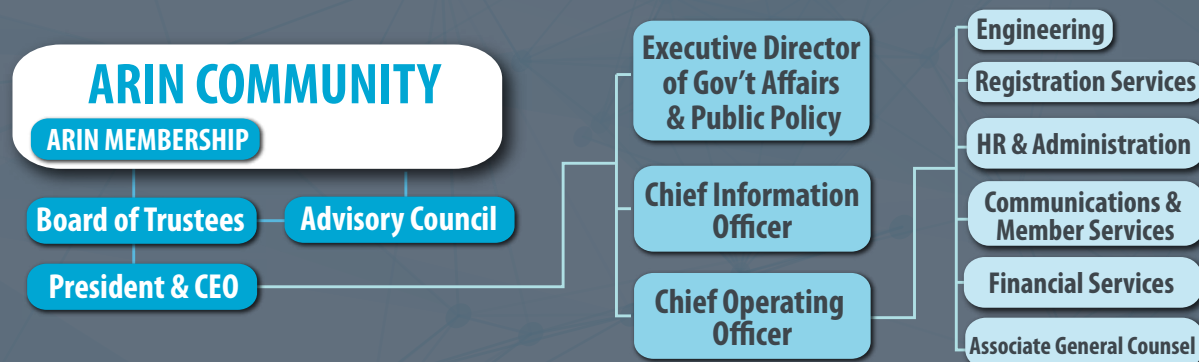 ARIN COMMUNITY
ARIN MEMBERSHIP
Board of Trustees
Advisory Council
President & CEO
Executive Director
of Gov't Affairs
& Public Policy
Chief Information
Officer
Chief Operating
Officer
Engineering
Registration Services
HR & Administration
Communications &
Member Services
Financial Services
Associate General Counsel